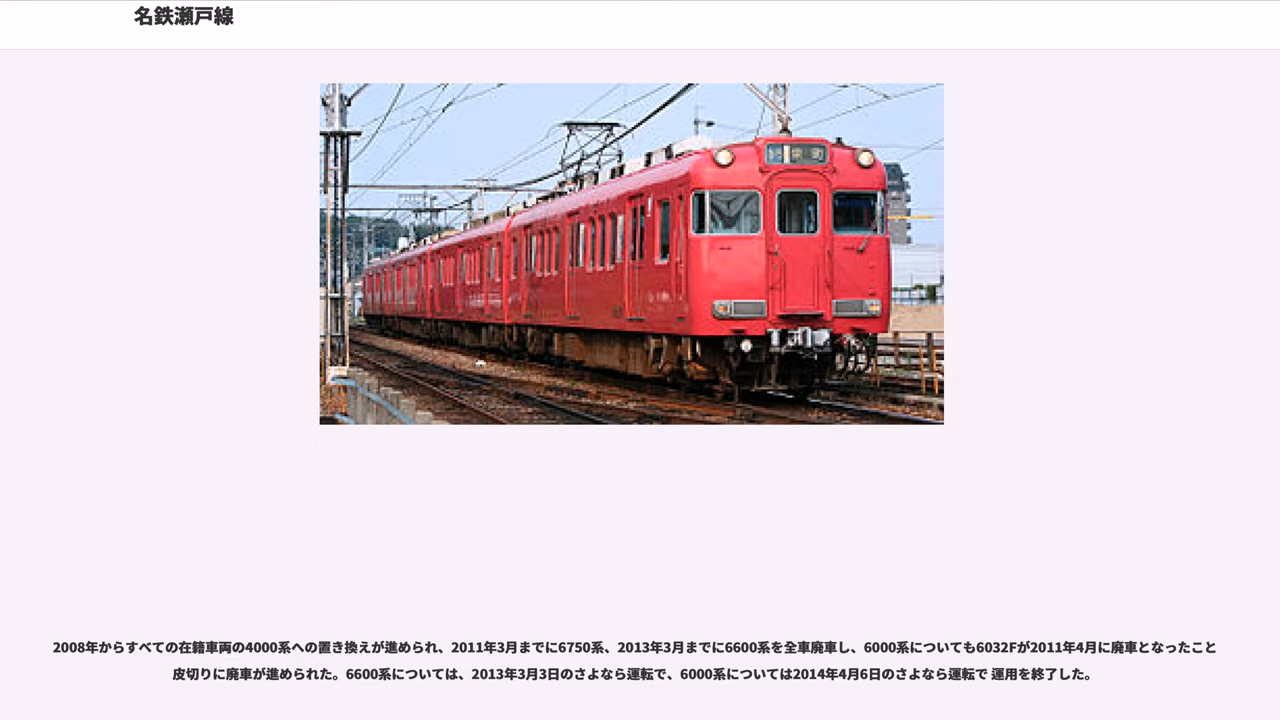 名鉄瀬戸線
栄町
2008年からすべての在籍車両の4000系への置き換えが進められ、2011年3月までに6750系、2013年3月までに6600系を全車廃車し、6000系についても6032Fが2011年4月に廃車となったこと
皮切りに廃車が進められた。6600系については、2013年3月3日のさよなら運転で、6000系については2014年4月6日のさよなら運転で 運用を終了した。